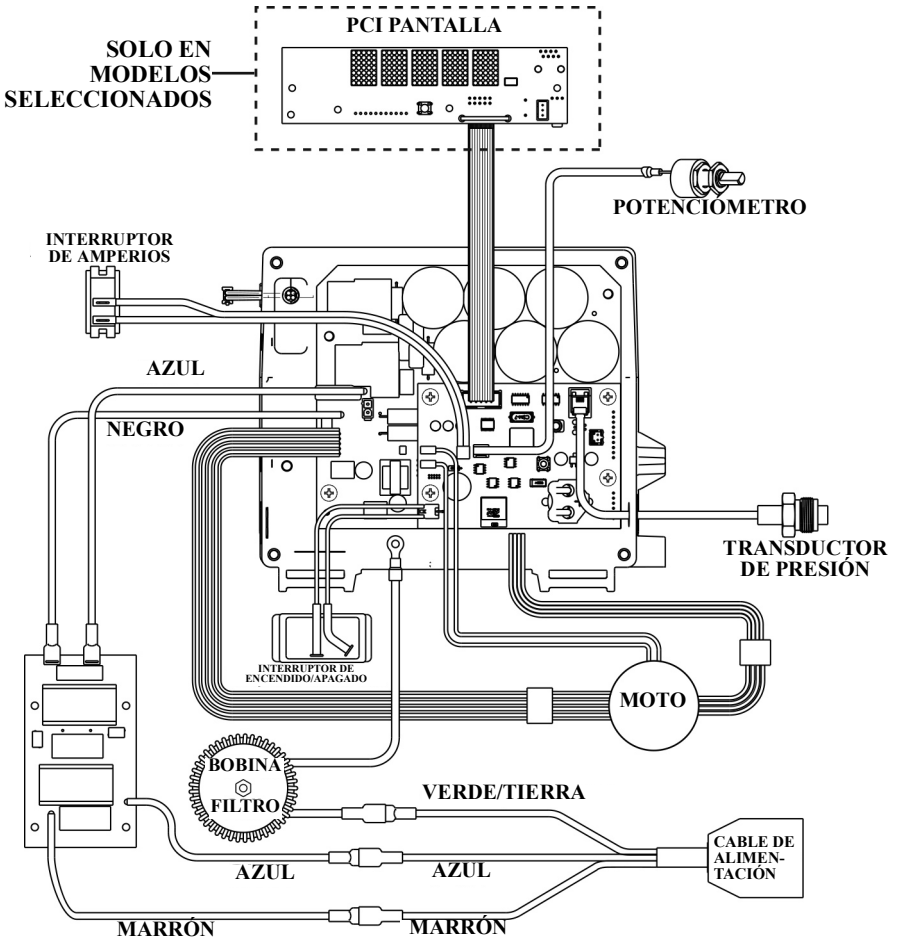 PCI PANTALLA
SOLO EN
MODELOS
SELECCIONADOS
POTENCIÓMETRO
INTERRUPTOR
DE AMPERIOS
AZUL
NEGRO
TRANSDUCTOR
DE PRESIÓN
INTERRUPTOR DE
ENCENDIDO/APAGADO
MOTO
BOBINA
FILTRO
VERDE/TIERRA
CABLE DE
ALIMEN-
TACIÓN
AZUL
AZUL
MARRÓN
MARRÓN